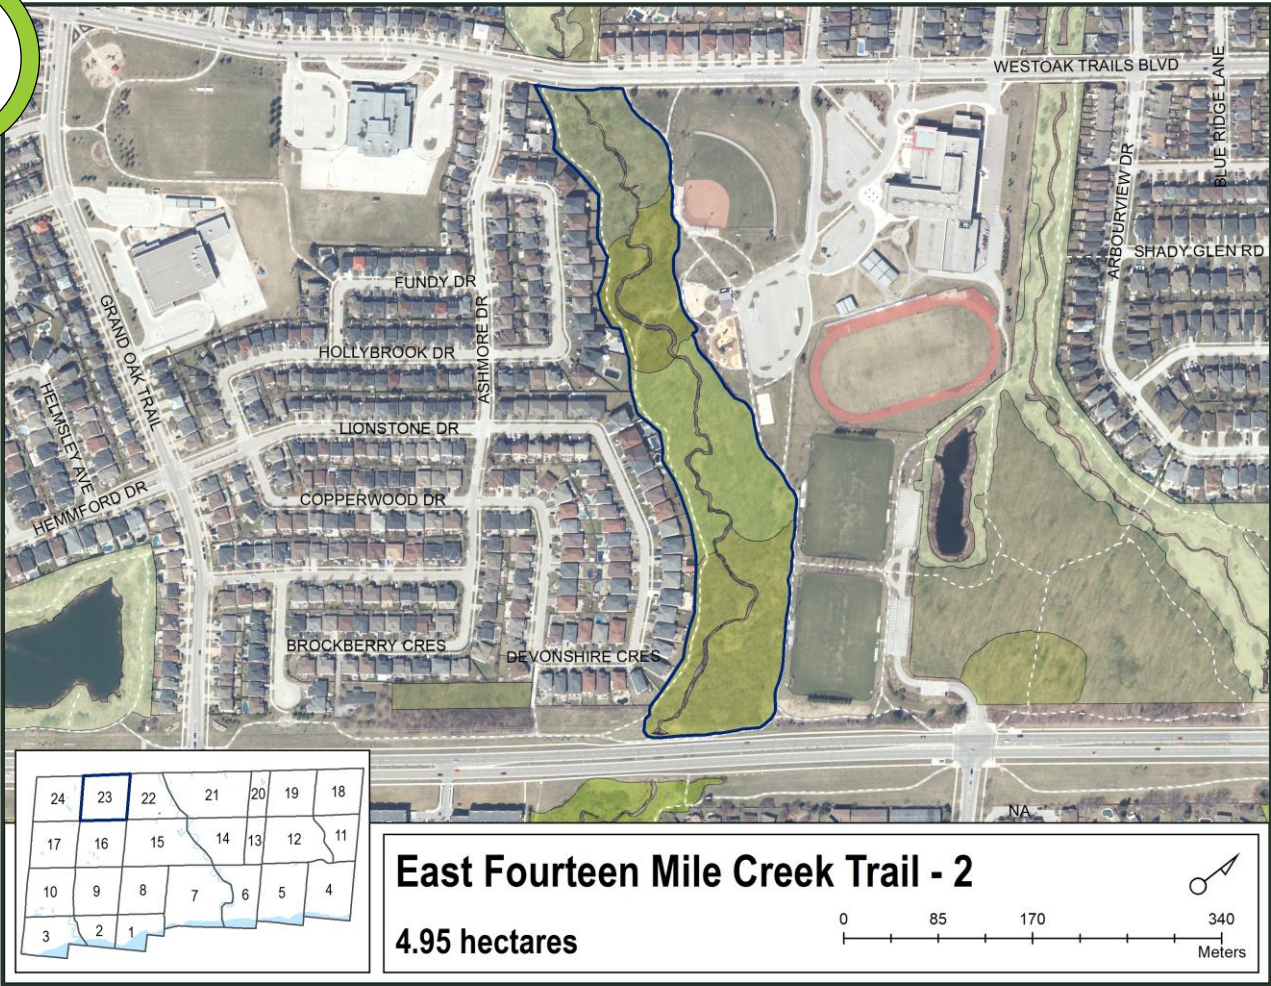 WESTOAK TRAILS BLVD
BLUE RIDGE LANE
ARBOURVIEW DR
SHADY GLEN RD
FUNDY DR
GRAND OAK TRAIL
ASHMORE DR
HOLLYBROOK DR
HELMSLEY AVE
LIONSTONE DR
HEMMFORD DR
COPPERWOOD DR
BROCKBERRY CRES
DEVONSHIRE CRES
NA
24 23 22 21 20 19 18
17 16 15 14 13 12 11
10 9 8 7 6 5 4
3 2 1
East Fourteen Mile Creek Trail - 2
4.95 hectares
0 85 170 340
Meters